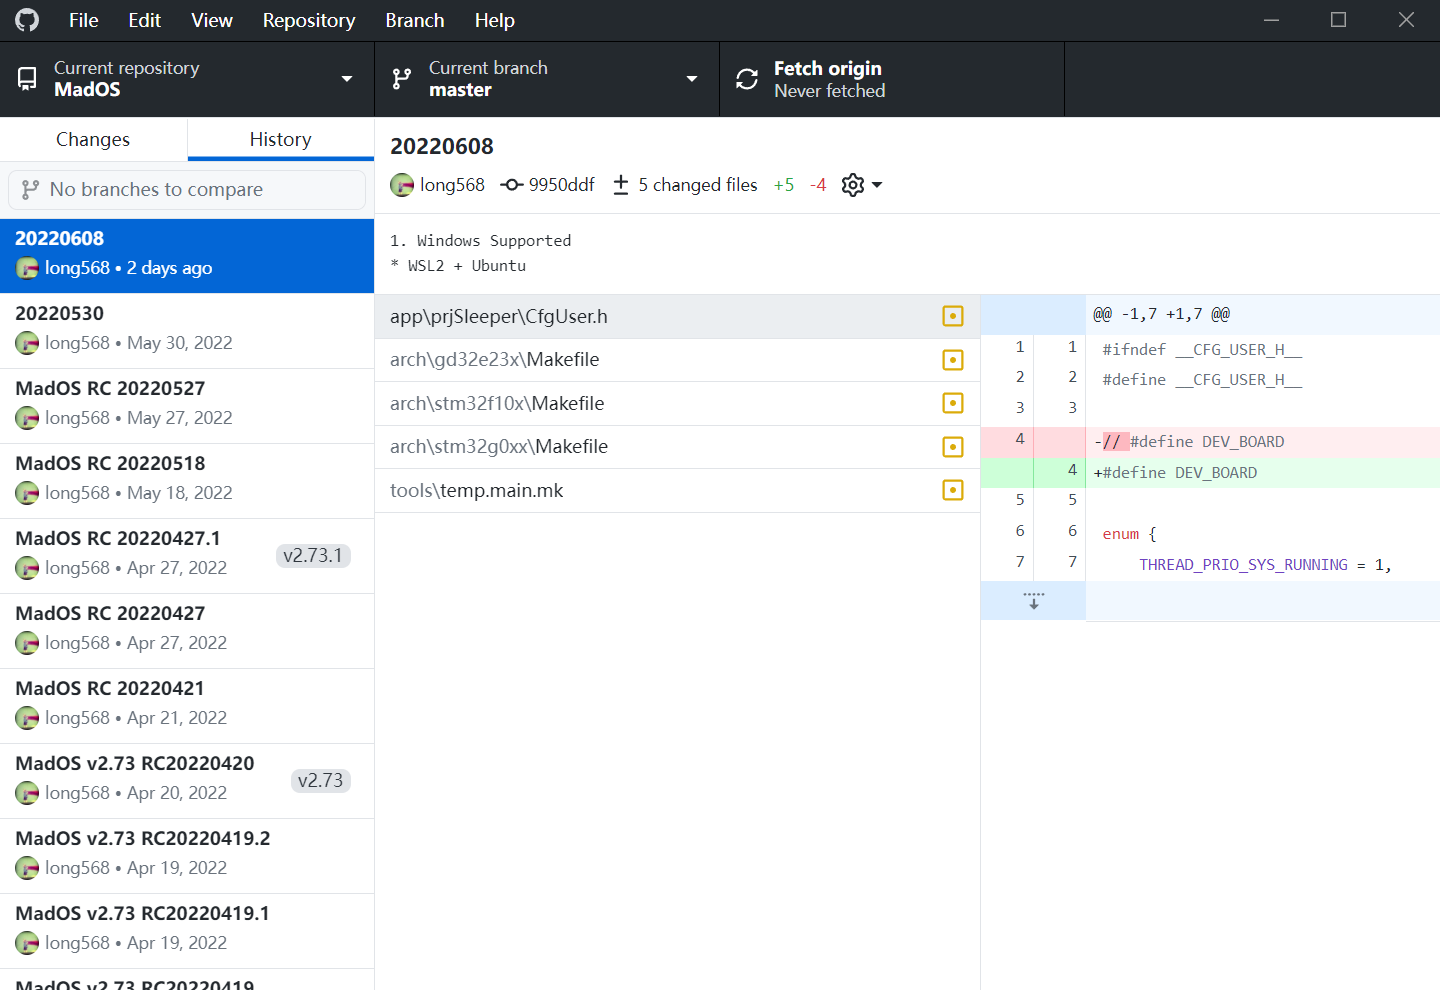 File Edit View Repository Branch Help
Current repository
MadOS
Current branch
master
Fetch origin
Never fetched
Changes
History
No branches to compare
20220608
long568 • 2 days ago
20220530
long568 • May 30, 2022
MadOS RC 20220527
long568 • May 27, 2022
MadOS RC 20220518
long568 • May 18, 2022
MadOS RC 20220427.1
long568 • Apr 27, 2022
v2.73.1
MadOS RC 20220427
long568 • Apr 27, 2022
MadOS RC 20220421
long568 • Apr 21, 2022
MadOS v2.73 RC20220420
long568 • Apr 20, 2022
v2.73
MadOS v2.73 RC20220419.2
long568 • Apr 19, 2022
MadOS v2.73 RC20220419.1
long568 • Apr 19, 2022
MadOS v2.73 RC20220419
20220608
long568 9950ddf 5 changed files +5 -4
1. Windows Supported
* WSL2 + Ubuntu
app\prjSleeper\CfgUser.h
arch\gd32e23x\Makefile
arch\stm32f10x\Makefile
arch\stm32g0xx\Makefile
tools\temp.main.mk
@@ -1,7 +1,7 @@
1 1 #ifndef __CFG_USER_H__
2 2 #define __CFG_USER_H__
3 3
4 -// #define DEV_BOARD
4 +#define DEV_BOARD
5 5
6 6 enum {
7 7 THREAD_PRIO_SYS_RUNNING = 1,